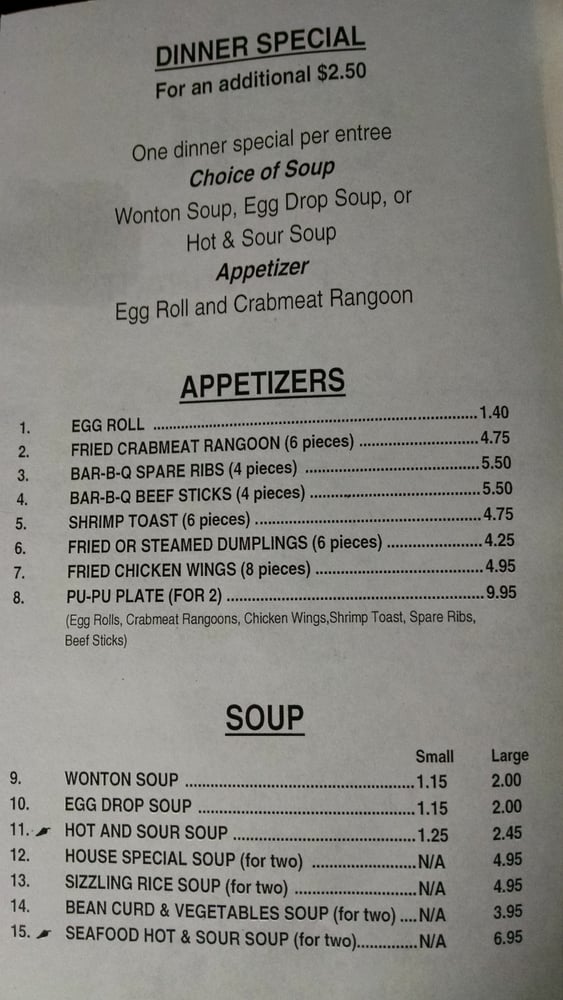 DINNER SPECIAL
For an additional $2.50
One dinner special per entree
Choice of Soup
Wonton Soup, Egg Drop Soup, or
Hot & Sour Soup
Appetizer
Egg Roll and Crabmeat Rangoon
APPETIZERS
1. EGG ROLL ........................ 1.40
2. FRIED CRABMEAT RANGOON (6 pieces) ........................ 4.75
3. BAR-B-Q SPARE RIBS (4 pieces) ........................ 5.50
4. BAR-B-Q BEEF STICKS (4 pieces) ........................ 5.50
5. SHRIMP TOAST (6 pieces) ........................ 4.75
6. FRIED OR STEAMED DUMPLINGS (6 pieces) ........................ 4.25
7. FRIED CHICKEN WINGS (8 pieces) ........................ 4.95
8. PU-PU PLATE (FOR 2) ........................ 9.95
(Egg Rolls, Crabmeat Rangoons, Chicken Wings,Shrimp Toast, Spare Ribs,
Beef Sticks)
SOUP
Small Large
9. WONTON SOUP ........................ 1.15 2.00
10. EGG DROP SOUP ........................ 1.15 2.00
11. HOT AND SOUR SOUP ........................ 1.25 2.45
12. HOUSE SPECIAL SOUP (for two) ................ N/A 4.95
13. SIZZLING RICE SOUP (for two) ................ N/A 4.95
14. BEAN CURD & VEGETABLES SOUP (for two) .... N/A 3.95
15. SEAFOOD HOT & SOUR SOUP (for two)............. N/A 6.95